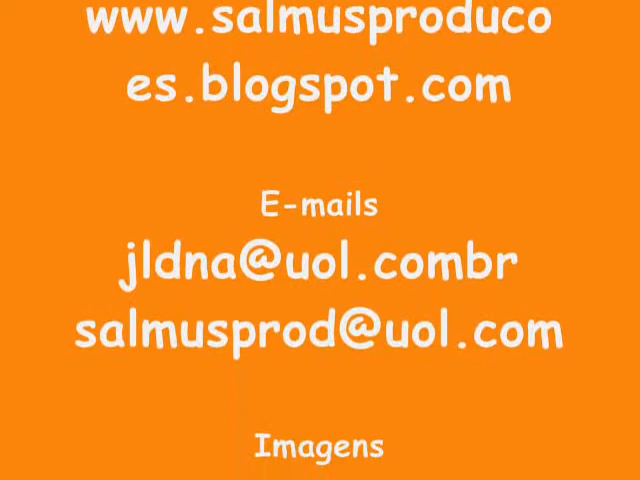 www.salmusproduco
es.blogspot.com
E-mails
jldna@uol.combr
salmusprod@uol.com
Imagens